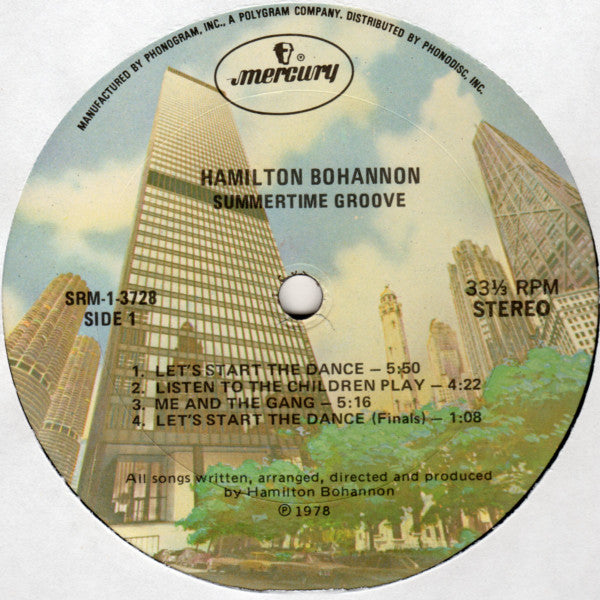 MANUFACTURED BY PHONOGRAM, INC., A POLYGRAM COMPANY. DISTRIBUTED BY PHONODISC, INC.
mercury ®
HAMILTON BOHANNON
SUMMERTIME GROOVE
SRM-1-3728
SIDE 1
33⅓ RPM
STEREO
1. LET'S START THE DANCE – 5:50
2. LISTEN TO THE CHILDREN PLAY – 4:22
3. ME AND THE GANG – 5:16
4. LET'S START THE DANCE (Finals) – 1:08
All songs written, arranged, directed and produced
by Hamilton Bohannon
℗ 1978